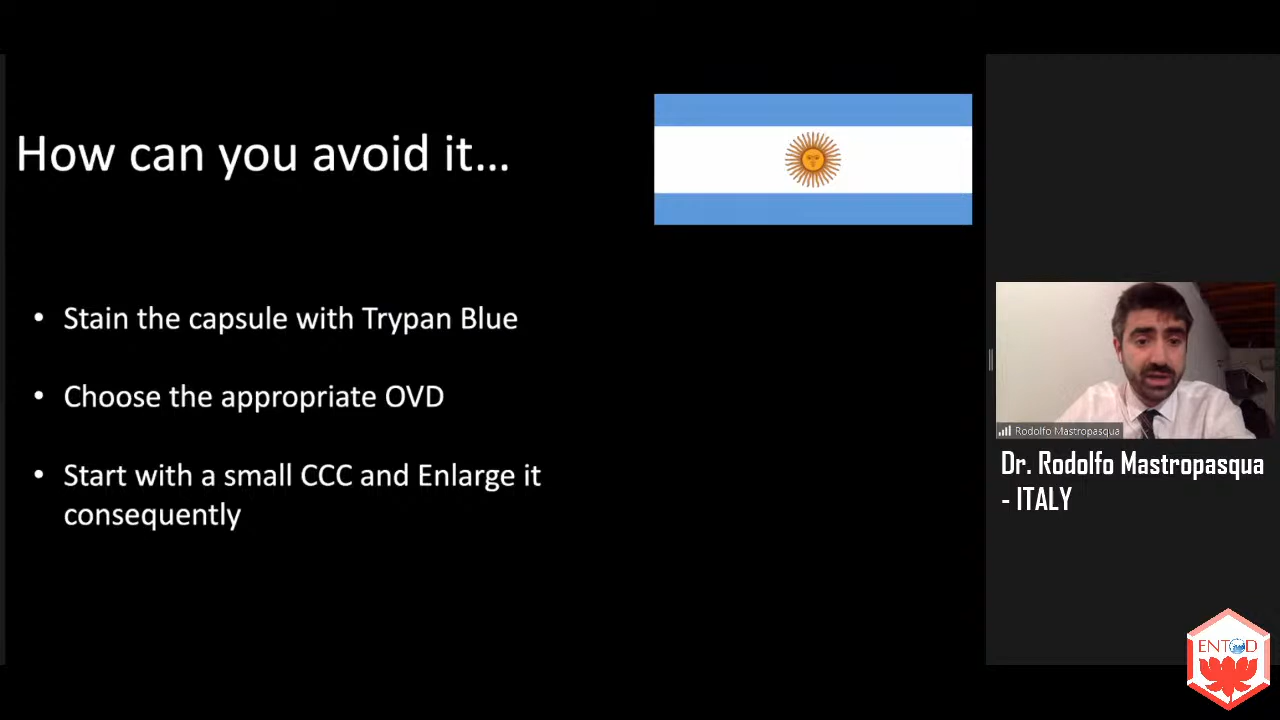 How can you avoid it...
• Stain the capsule with Trypan Blue
• Choose the appropriate OVD
• Start with a small CCC and Enlarge it
consequently
Rodolfo Mastropasqua
Dr. Rodolfo Mastropasqua
- ITALY
ENTOD